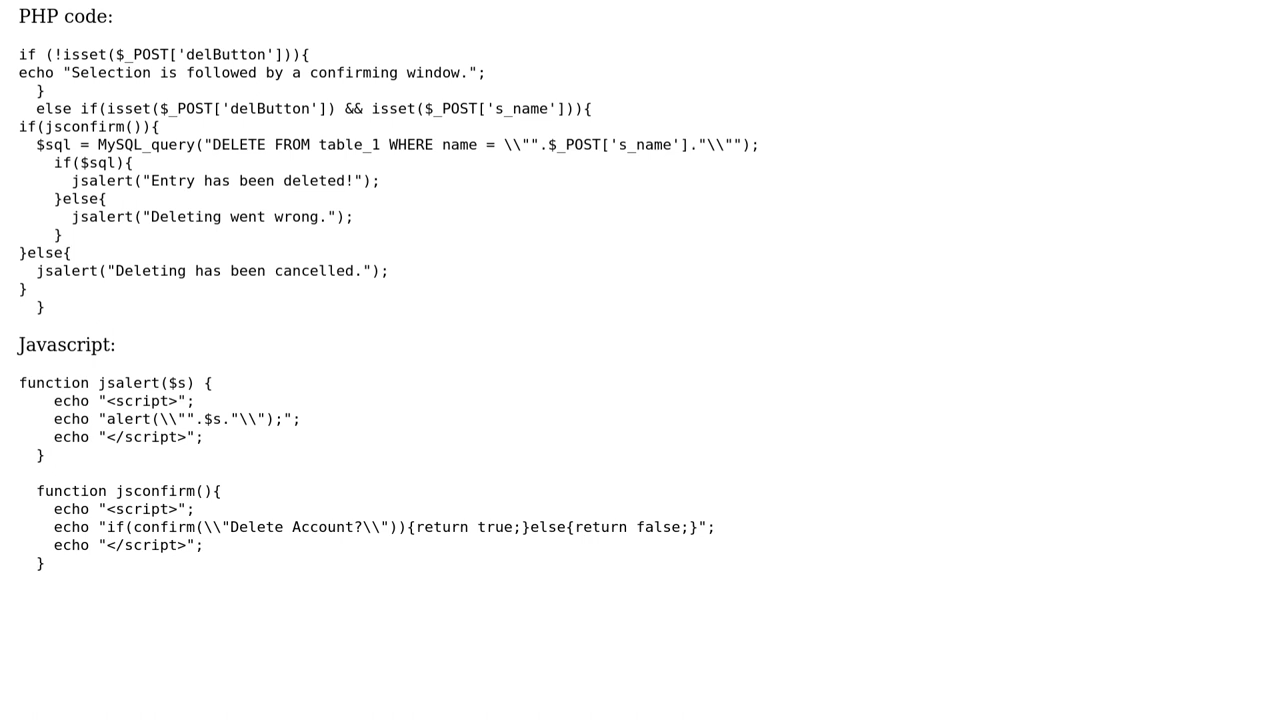 PHP code:
if (!isset($_POST['delButton'])){
echo "Selection is followed by a confirming window.";
}
else if(isset($_POST['delButton']) && isset($_POST['s_name'])){
if(jsconfirm()){
$sql = MySQL_query("DELETE FROM table_1 WHERE name = \\"".$_POST['s_name']."\\"");
if($sql){
jsalert("Entry has been deleted!");
}else{
jsalert("Deleting went wrong.");
}
}else{
jsalert("Deleting has been cancelled.");
}
}
Javascript:
function jsalert($s) {
echo "<script>";
echo "alert(\\"".$s."\\");";
echo "</script>";
}
function jsconfirm(){
echo "<script>";
echo "if(confirm(\\"Delete Account?\\")){return true;}else{return false;}";
echo "</script>";
}